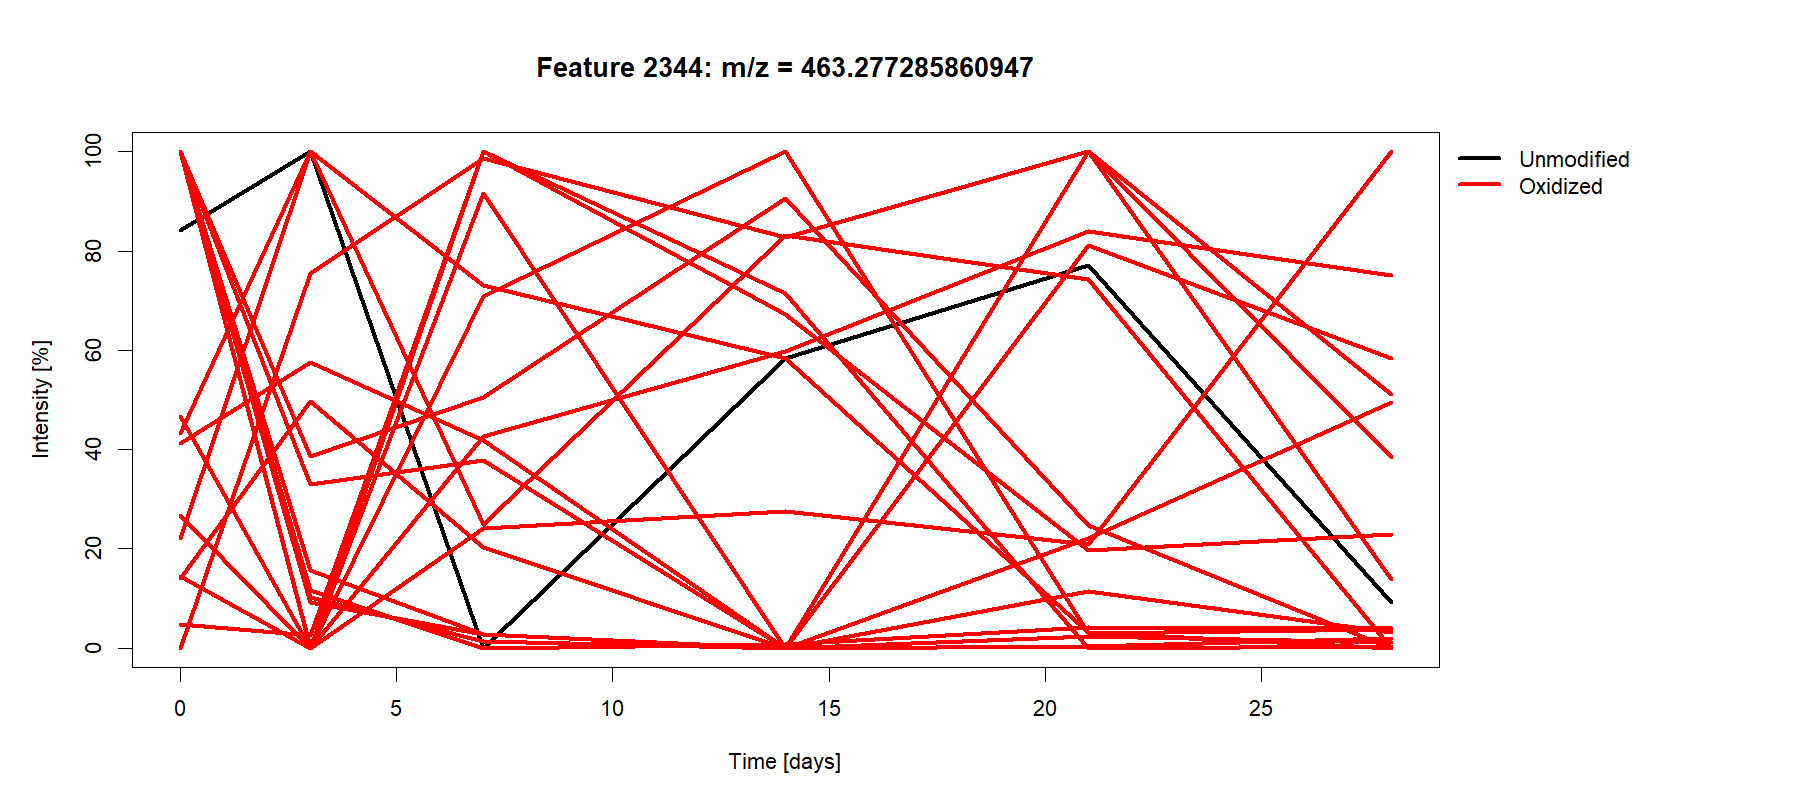 Feature 2344: m/z = 463.277285860947
Unmodified
Oxidized
Intensity [%]
100
80
60
40
20
0
0 5 10 15 20 25
Time [days]